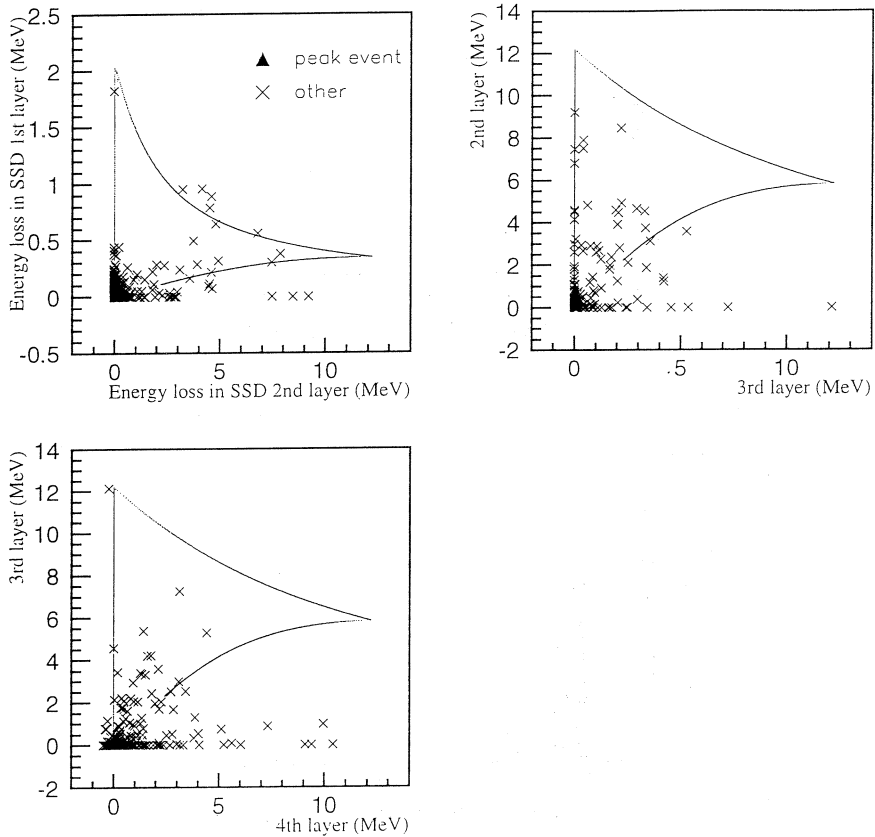 Energy loss in SSD 1st layer (MeV)
2.5
2
1.5
1
0.5
0
-0.5
▲ peak event
× other
0 5 10
Energy loss in SSD 2nd layer (MeV)
2nd layer (MeV)
14
12
10
8
6
4
2
0
-2
0 .5 10
3rd layer (MeV)
3rd layer (MeV)
14
12
10
8
6
4
2
0
-2
0 5 10
4th layer (MeV)